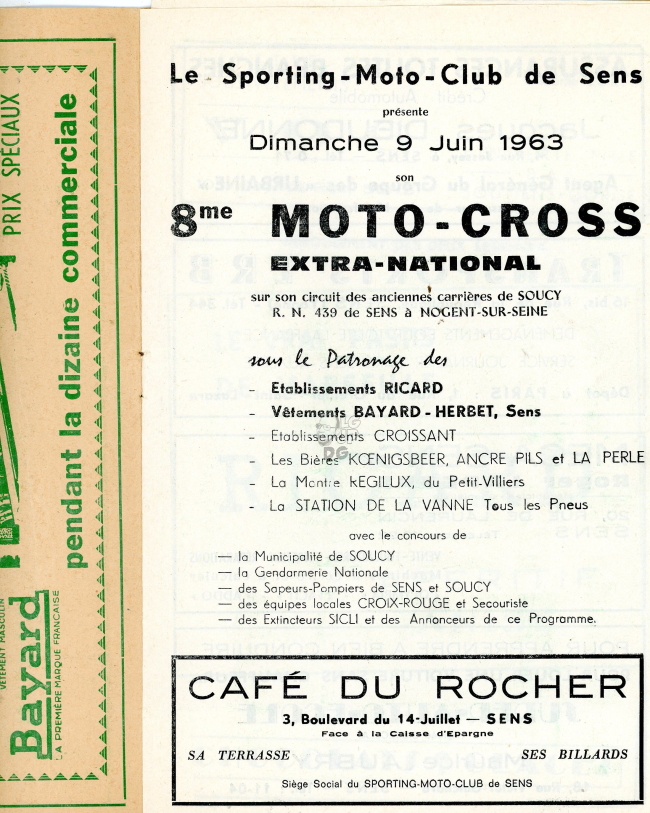 PRIX SPÉCIAUX
pendant la dizaine commerciale
VÊTEMENT MASCULIN
Bayard
LA PREMIÈRE MARQUE FRANÇAISE
Le Sporting-Moto-Club de Sens
présente
Dimanche 9 Juin 1963
son
8me MOTO-CROSS
EXTRA-NATIONAL
sur son circuit des anciennes carrières de SOUCY
R. N. 439 de SENS à NOGENT-SUR-SEINE
sous le Patronage des
- Etablissements RICARD
- Vêtements BAYARD - HERBET, Sens
- Etablissements CROISSANT
- Les Bières KŒNIGSBEER, ANCRE PILS et LA PERLE
- La Montre KEGILUX, du Petit-Villiers
- La STATION DE LA VANNE Tous les Pneus
avec le concours de
— la Municipalité de SOUCY
— la Gendarmerie Nationale
— des Sapeurs-Pompiers de SENS et SOUCY
— des équipes locales CROIX-ROUGE et Secouriste
— des Extincteurs SICLI et des Annonceurs de ce Programme.
CAFÉ DU ROCHER
3, Boulevard du 14-Juillet — SENS
Face à la Caisse d'Epargne
SA TERRASSE SES BILLARDS
Siège Social du SPORTING-MOTO-CLUB de SENS